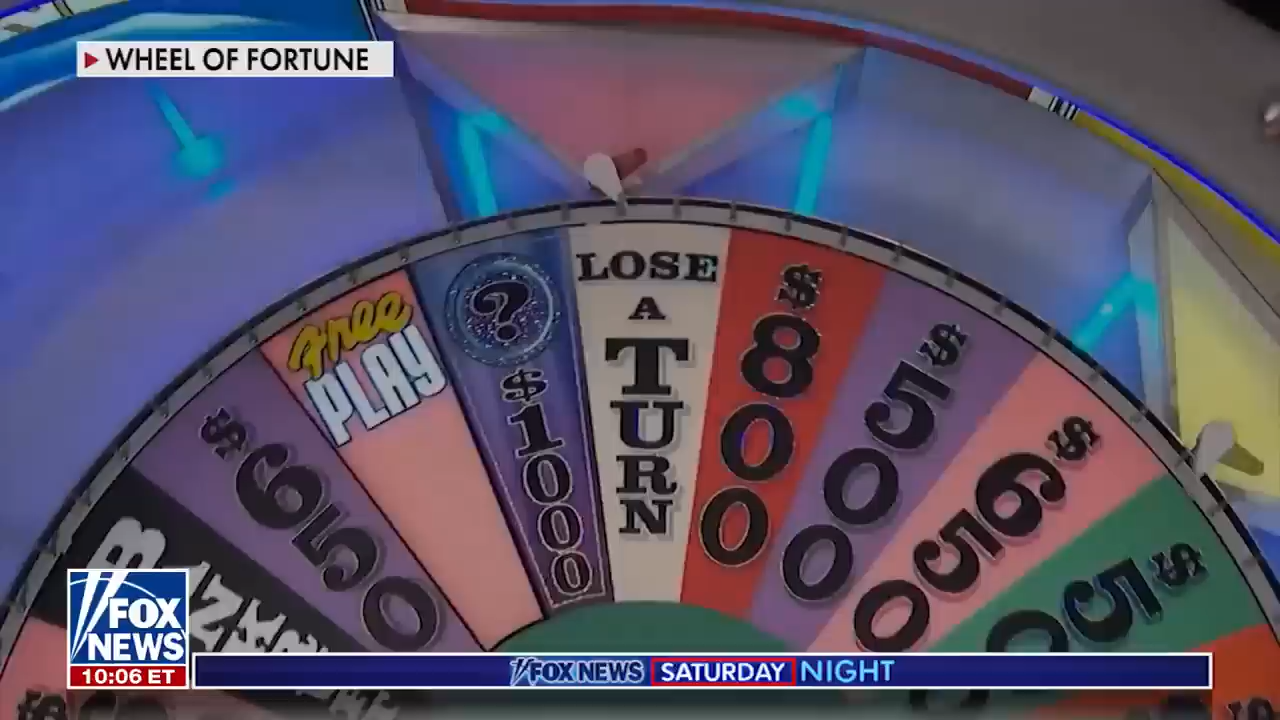 WHEEL OF FORTUNE
BANKRUPT
$650
Free
PLAY
?
$1000
LOSE
A
TURN
$800
$500
$650
FOX
NEWS
10:06 ET
FOX NEWS SATURDAY NIGHT